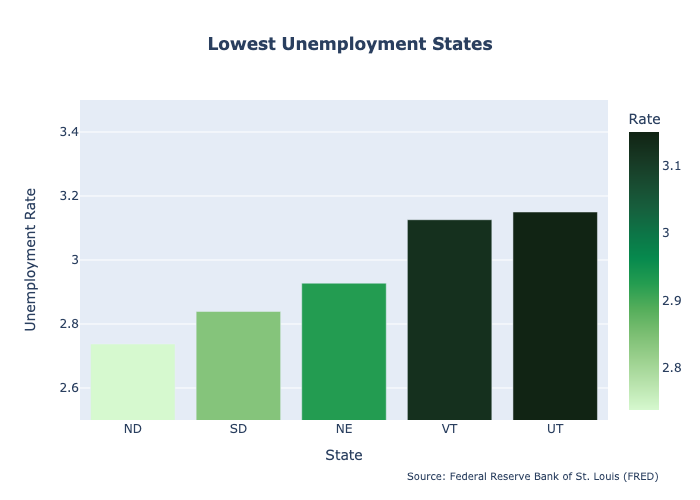 Lowest Unemployment States
Rate
3.4
3.2
3
2.8
2.6
Unemployment Rate
ND SD NE VT UT
State
3.1
3
2.9
2.8
Source: Federal Reserve Bank of St. Louis (FRED)